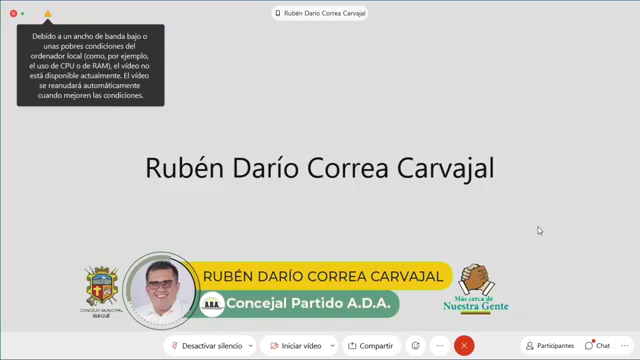 Rubén Darío Correa Carvajal
Debido a un ancho de banda bajo o
unas pobres condiciones del
ordenador local (como, por ejemplo,
el uso de CPU o de RAM), el vídeo no
está disponible actualmente. El vídeo
se reanudará automáticamente
cuando mejoren las condiciones.
Rubén Darío Correa Carvajal
CONCEJO MUNICIPAL
IBAGUÉ
RUBÉN DARÍO CORREA CARVAJAL
A.D.A.
Concejal Partido A.D.A.
Más cerca de
Nuestra Gente
Desactivar silencio
Iniciar vídeo
Compartir
Participantes
Chat